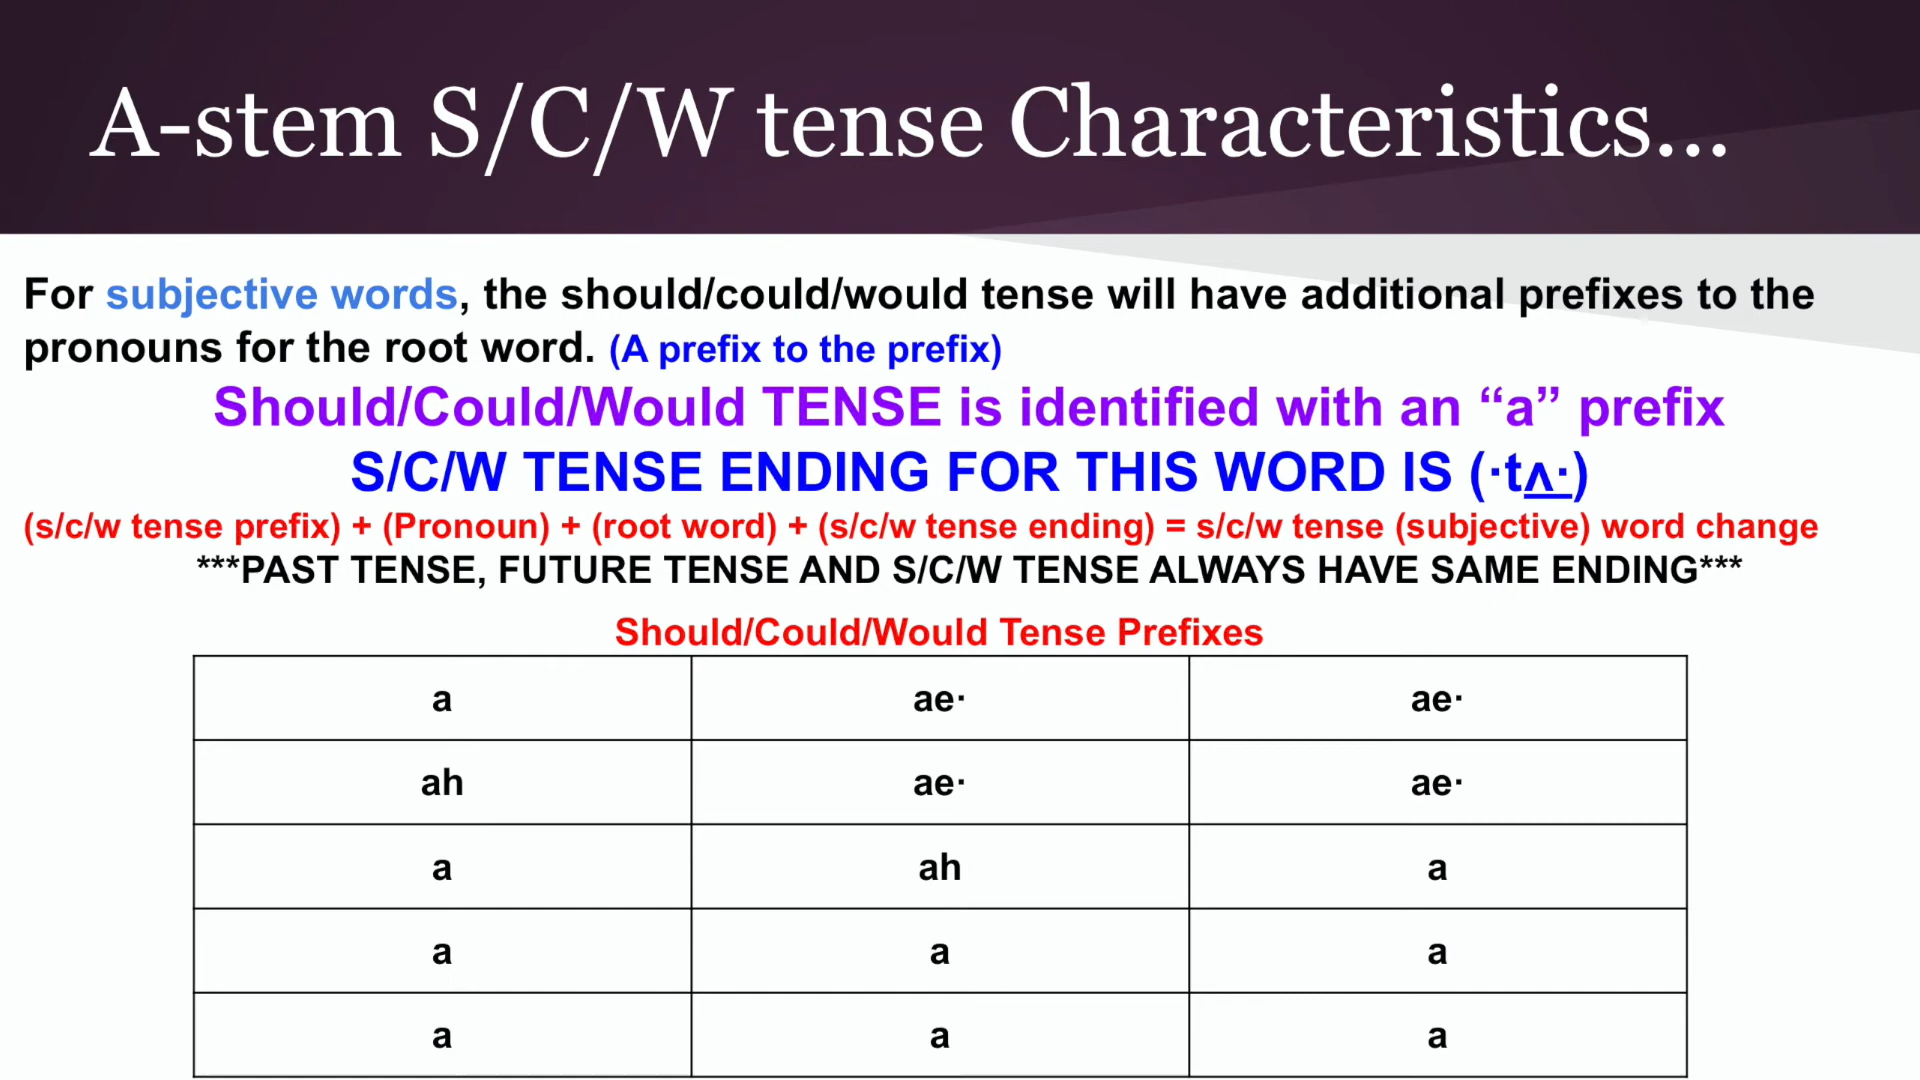 A-stem S/C/W tense Characteristics...
For subjective words, the should/could/would tense will have additional prefixes to the
pronouns for the root word. (A prefix to the prefix)
Should/Could/Would TENSE is identified with an “a” prefix
S/C/W TENSE ENDING FOR THIS WORD IS (·tʌ̲·)
(s/c/w tense prefix) + (Pronoun) + (root word) + (s/c/w tense ending) = s/c/w tense (subjective) word change
***PAST TENSE, FUTURE TENSE AND S/C/W TENSE ALWAYS HAVE SAME ENDING***
Should/Could/Would Tense Prefixes
a ae· ae·
ah ae· ae·
a ah a
a a a
a a a